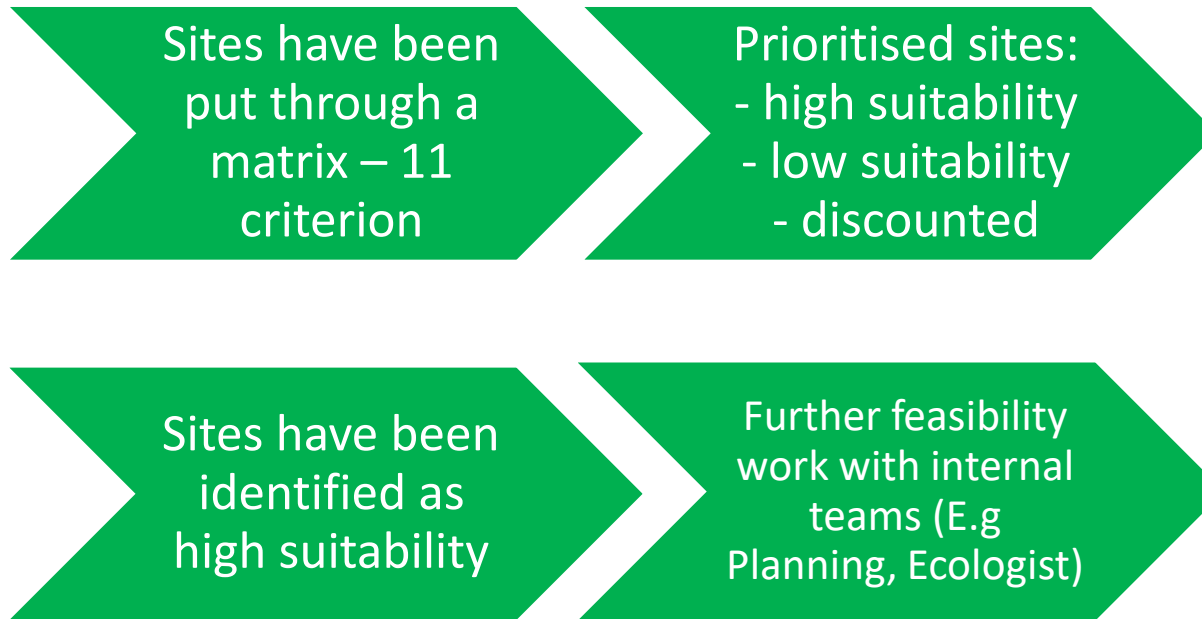 Sites have been
put through a
matrix – 11
criterion
Prioritised sites:
- high suitability
- low suitability
- discounted
Sites have been
identified as
high suitability
Further feasibility
work with internal
teams (E.g
Planning, Ecologist)